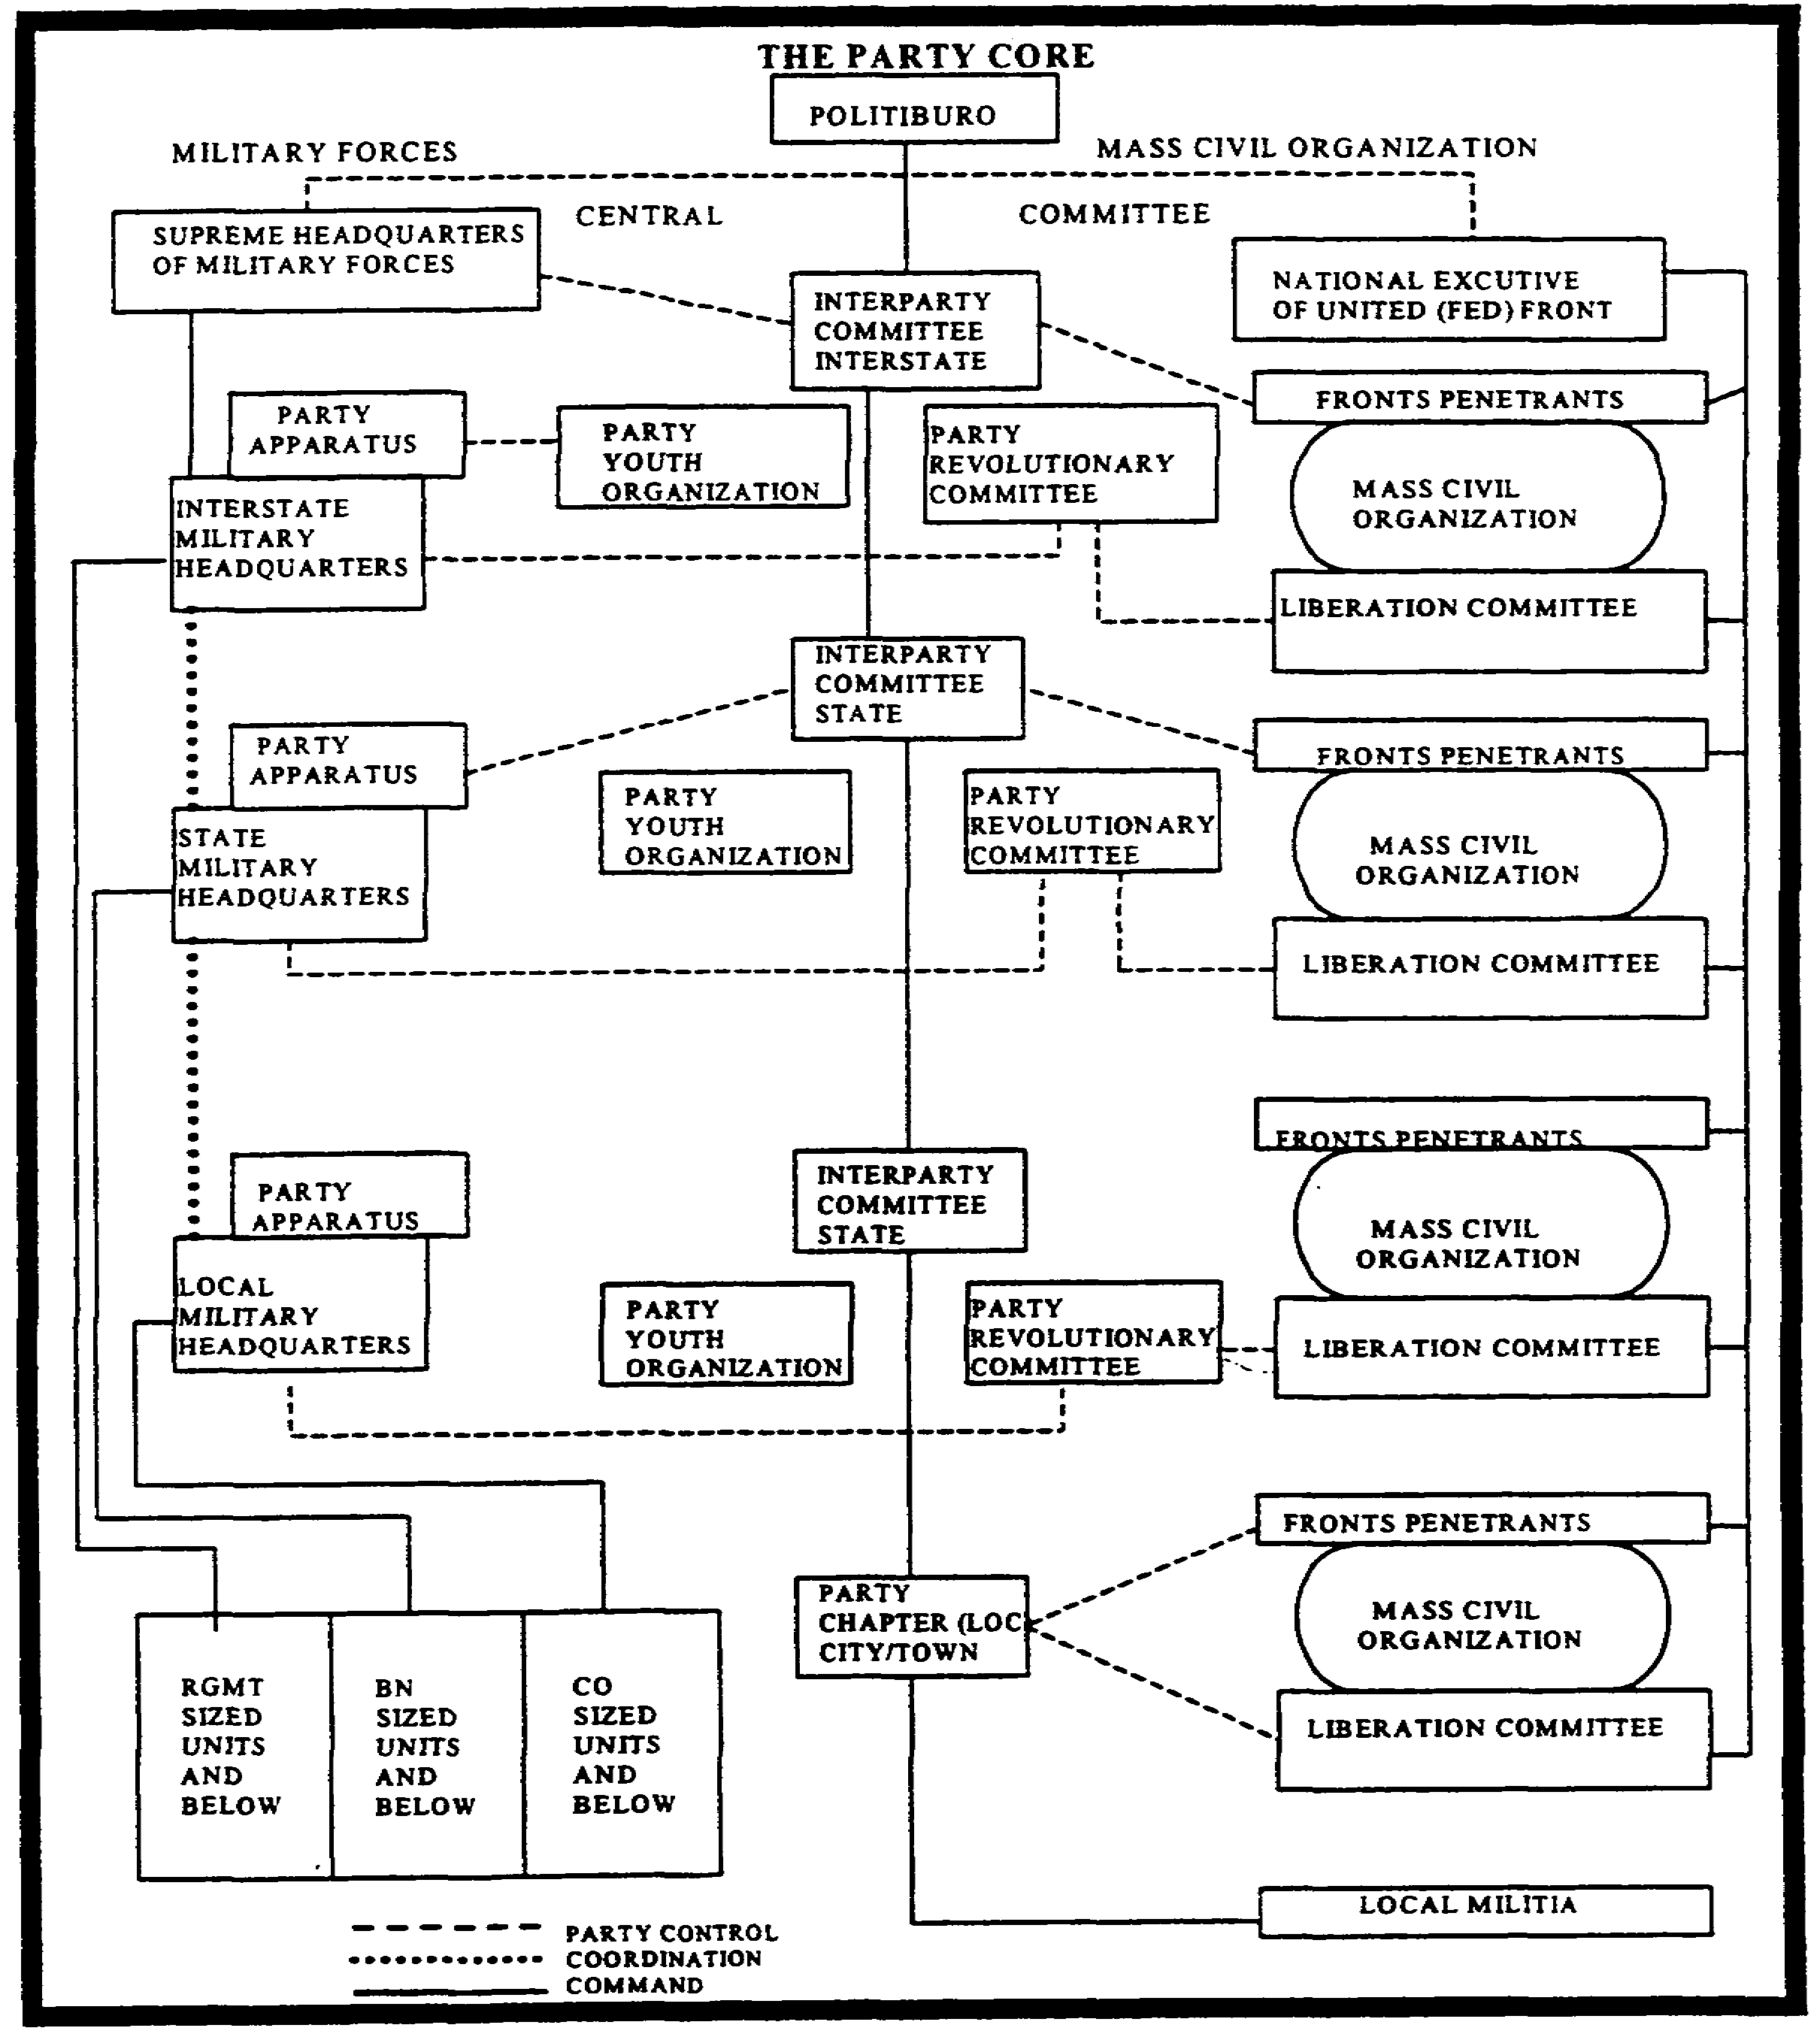 THE PARTY CORE
POLITIBURO
MILITARY FORCES
MASS CIVIL ORGANIZATION
CENTRAL
COMMITTEE
SUPREME HEADQUARTERS
OF MILITARY FORCES
NATIONAL EXCUTIVE
OF UNITED (FED) FRONT
INTERPARTY
COMMITTEE
INTERSTATE
FRONTS PENETRANTS
PARTY
APPARATUS
PARTY
YOUTH
ORGANIZATION
PARTY
REVOLUTIONARY
COMMITTEE
MASS CIVIL
ORGANIZATION
INTERSTATE
MILITARY
HEADQUARTERS
LIBERATION COMMITTEE
INTERPARTY
COMMITTEE
STATE
FRONTS PENETRANTS
PARTY
APPARATUS
PARTY
YOUTH
ORGANIZATION
PARTY
REVOLUTIONARY
COMMITTEE
MASS CIVIL
ORGANIZATION
STATE
MILITARY
HEADQUARTERS
LIBERATION COMMITTEE
FRONTS PENETRANTS
INTERPARTY
COMMITTEE
STATE
PARTY
APPARATUS
MASS CIVIL
ORGANIZATION
LOCAL
MILITARY
HEADQUARTERS
PARTY
YOUTH
ORGANIZATION
PARTY
REVOLUTIONARY
COMMITTEE
LIBERATION COMMITTEE
FRONTS PENETRANTS
PARTY
CHAPTER (LOC
CITY/TOWN
MASS CIVIL
ORGANIZATION
RGMT
SIZED
UNITS
AND
BELOW
BN
SIZED
UNITS
AND
BELOW
CO
SIZED
UNITS
AND
BELOW
LIBERATION COMMITTEE
LOCAL MILITIA
PARTY CONTROL
COORDINATION
COMMAND